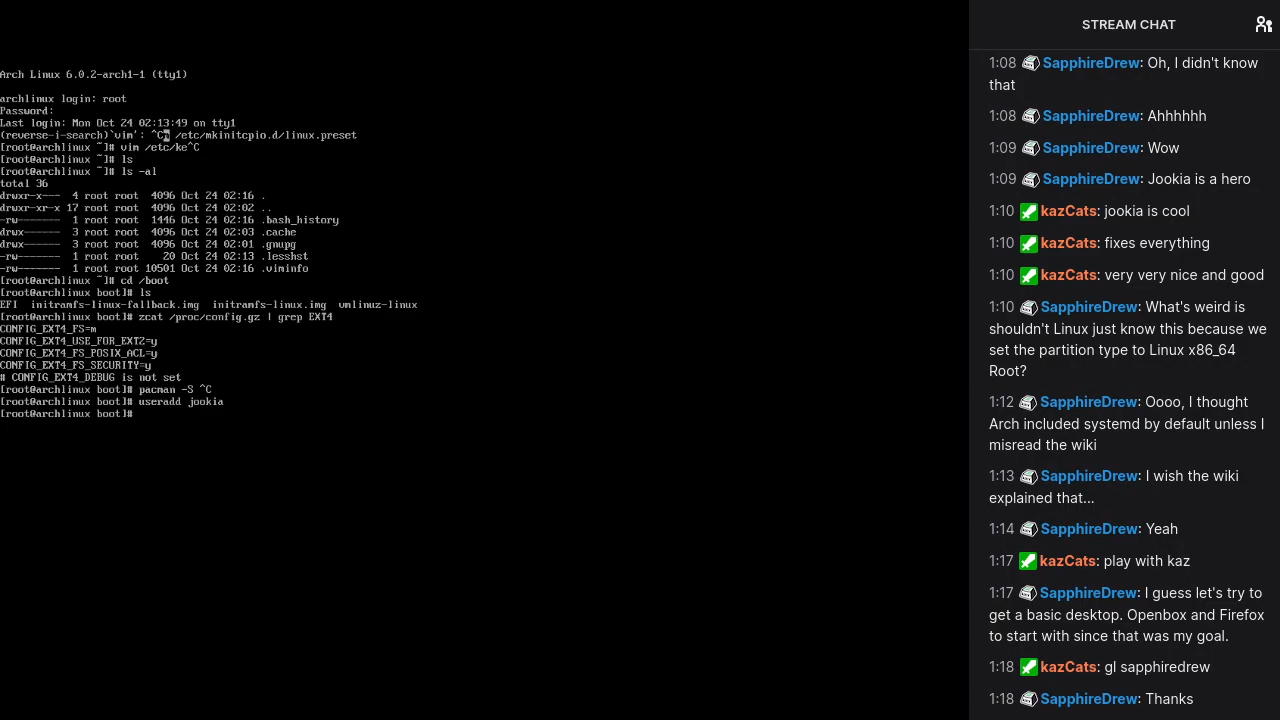 Arch Linux 6.0.2-arch1-1 (tty1)
archlinux login: root
Password:
Last login: Mon Oct 24 02:13:49 on tty1
(reverse-i-search)`vim': ^C /etc/mkinitcpio.d/linux.preset
[root@archlinux ~]# vim /etc/ke^C
[root@archlinux ~]# ls
[root@archlinux ~]# ls -al
total 36
drwxr-x---  4 root root  4096 Oct 24 02:16 .
drwxr-xr-x 17 root root  4096 Oct 24 02:02 ..
-rw-------  1 root root  1446 Oct 24 02:16 .bash_history
drwx------  3 root root  4096 Oct 24 02:03 .cache
drwx------  3 root root  4096 Oct 24 02:01 .gnupg
-rw-------  1 root root    20 Oct 24 02:13 .lesshst
-rw-------  1 root root 10501 Oct 24 02:16 .viminfo
[root@archlinux ~]# cd /boot
[root@archlinux boot]# ls
EFI  initramfs-linux-fallback.img  initramfs-linux.img  vmlinuz-linux
[root@archlinux boot]# zcat /proc/config.gz | grep EXT4
CONFIG_EXT4_FS=m
CONFIG_EXT4_USE_FOR_EXT2=y
CONFIG_EXT4_FS_POSIX_ACL=y
CONFIG_EXT4_FS_SECURITY=y
# CONFIG_EXT4_DEBUG is not set
[root@archlinux boot]# pacman -S ^C
[root@archlinux boot]# useradd jookia
[root@archlinux boot]#
STREAM CHAT
1:08 SapphireDrew: Oh, I didn't know
that
1:08 SapphireDrew: Ahhhhhh
1:09 SapphireDrew: Wow
1:09 SapphireDrew: Jookia is a hero
1:10 kazCats: jookia is cool
1:10 kazCats: fixes everything
1:10 kazCats: very very nice and good
1:10 SapphireDrew: What's weird is
shouldn't Linux just know this because we
set the partition type to Linux x86_64
Root?
1:12 SapphireDrew: Oooo, I thought
Arch included systemd by default unless I
misread the wiki
1:13 SapphireDrew: I wish the wiki
explained that...
1:14 SapphireDrew: Yeah
1:17 kazCats: play with kaz
1:17 SapphireDrew: I guess let's try to
get a basic desktop. Openbox and Firefox
to start with since that was my goal.
1:18 kazCats: gl sapphiredrew
1:18 SapphireDrew: Thanks